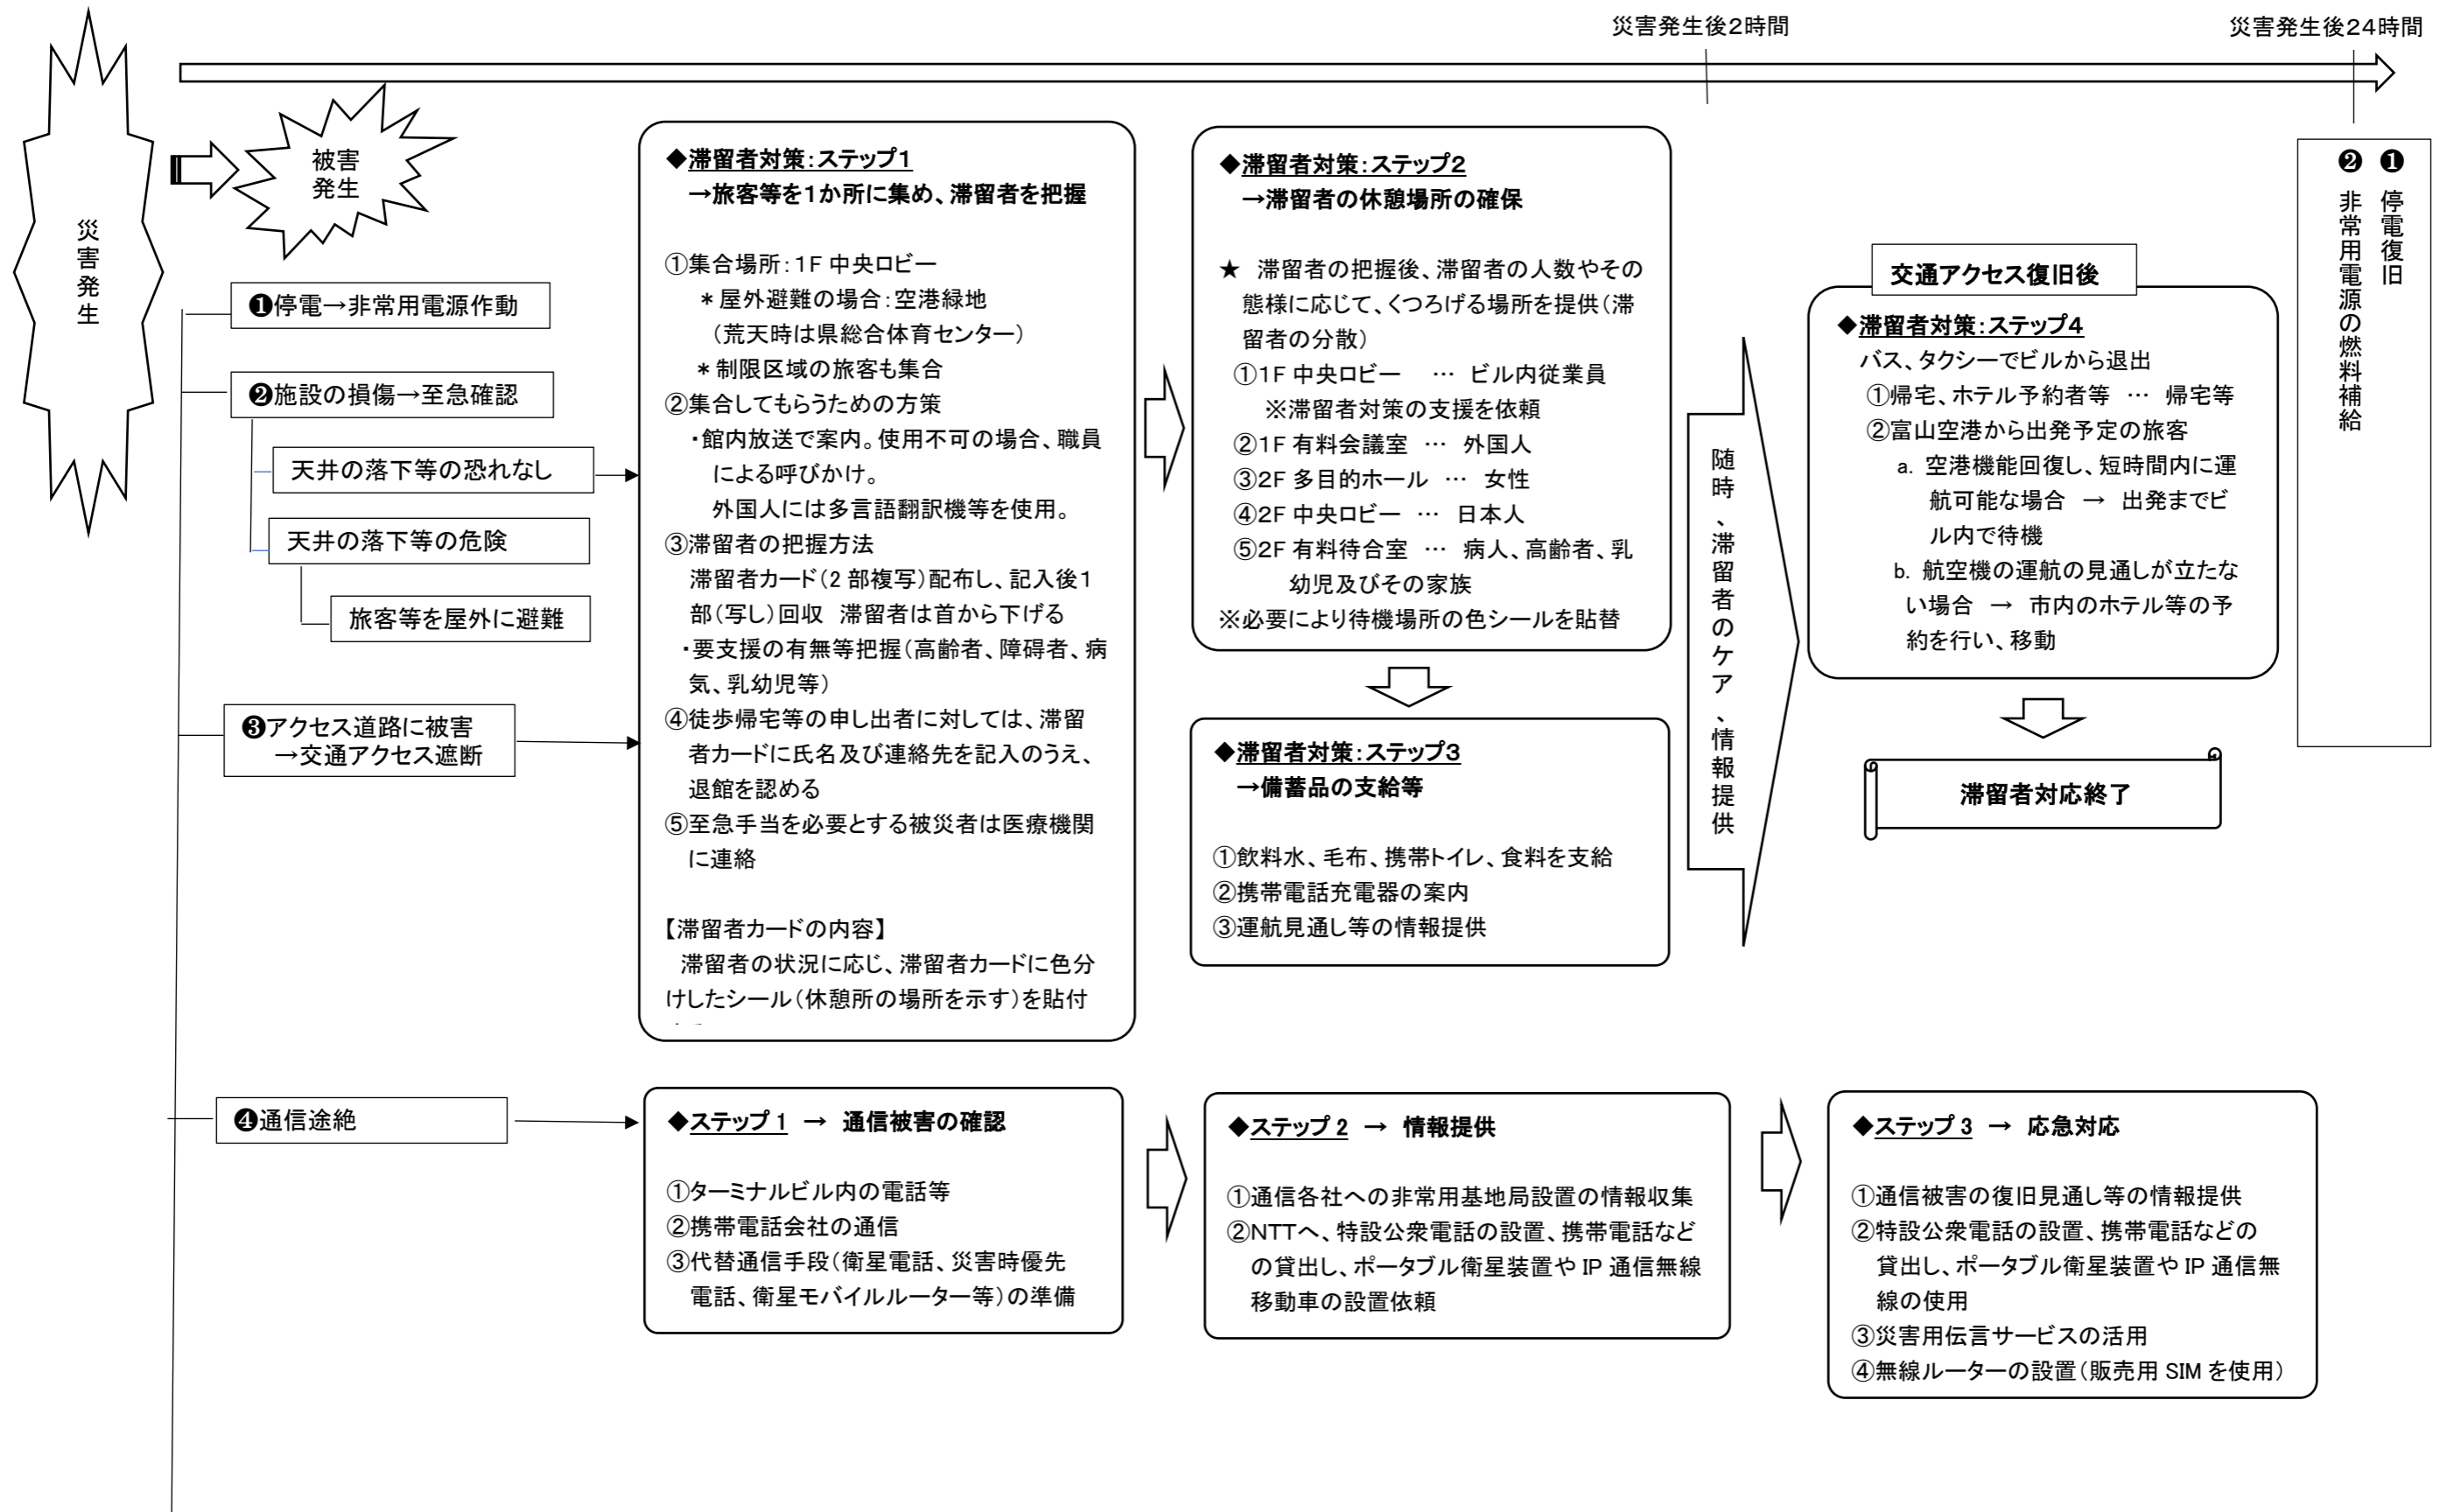 災害発生後2時間
災害発生後24時間
災害発生
被害
発生
❶停電→非常用電源作動
❷施設の損傷→至急確認
天井の落下等の恐れなし
天井の落下等の危険
旅客等を屋外に避難
❸アクセス道路に被害
→交通アクセス遮断
◆滞留者対策：ステップ1
→旅客等を1か所に集め、滞留者を把握
①集合場所：1F 中央ロビー
＊屋外避難の場合：空港緑地
（荒天時は県総合体育センター）
＊制限区域の旅客も集合
②集合してもらうための方策
・館内放送で案内。使用不可の場合、職員
による呼びかけ。
外国人には多言語翻訳機等を使用。
③滞留者の把握方法
滞留者カード（2 部複写）配布し、記入後1
部（写し）回収　滞留者は首から下げる
・要支援の有無等把握（高齢者、障碍者、病
気、乳幼児等）
④徒歩帰宅等の申し出者に対しては、滞留
者カードに氏名及び連絡先を記入のうえ、
退館を認める
⑤至急手当を必要とする被災者は医療機関
に連絡
【滞留者カードの内容】
滞留者の状況に応じ、滞留者カードに色分
けしたシール（休憩所の場所を示す）を貼付
◆滞留者対策：ステップ2
→滞留者の休憩場所の確保
★ 滞留者の把握後、滞留者の人数やその
態様に応じて、くつろげる場所を提供（滞
留者の分散）
①1F 中央ロビー　… ビル内従業員
※滞留者対策の支援を依頼
②1F 有料会議室 … 外国人
③2F 多目的ホール … 女性
④2F 中央ロビー … 日本人
⑤2F 有料待合室 … 病人、高齢者、乳
幼児及びその家族
※必要により待機場所の色シールを貼替
◆滞留者対策：ステップ3
→備蓄品の支給等
①飲料水、毛布、携帯トイレ、食料を支給
②携帯電話充電器の案内
③運航見通し等の情報提供
随時、滞留者のケア、情報提供
交通アクセス復旧後
◆滞留者対策：ステップ4
バス、タクシーでビルから退出
①帰宅、ホテル予約者等 … 帰宅等
②富山空港から出発予定の旅客
a. 空港機能回復し、短時間内に運
航可能な場合 → 出発までビ
ル内で待機
b. 航空機の運航の見通しが立たな
い場合 → 市内のホテル等の予
約を行い、移動
滞留者対応終了
❶ 停電復旧
❷ 非常用電源の燃料補給
❹通信途絶
◆ステップ 1 → 通信被害の確認
①ターミナルビル内の電話等
②携帯電話会社の通信
③代替通信手段（衛星電話、災害時優先
電話、衛星モバイルルーター等）の準備
◆ステップ 2 → 情報提供
①通信各社への非常用基地局設置の情報収集
②NTTへ、特設公衆電話の設置、携帯電話など
の貸出し、ポータブル衛星装置や IP 通信無線
移動車の設置依頼
◆ステップ 3 → 応急対応
①通信被害の復旧見通し等の情報提供
②特設公衆電話の設置、携帯電話などの
貸出し、ポータブル衛星装置や IP 通信無
線の使用
③災害用伝言サービスの活用
④無線ルーターの設置（販売用 SIM を使用）